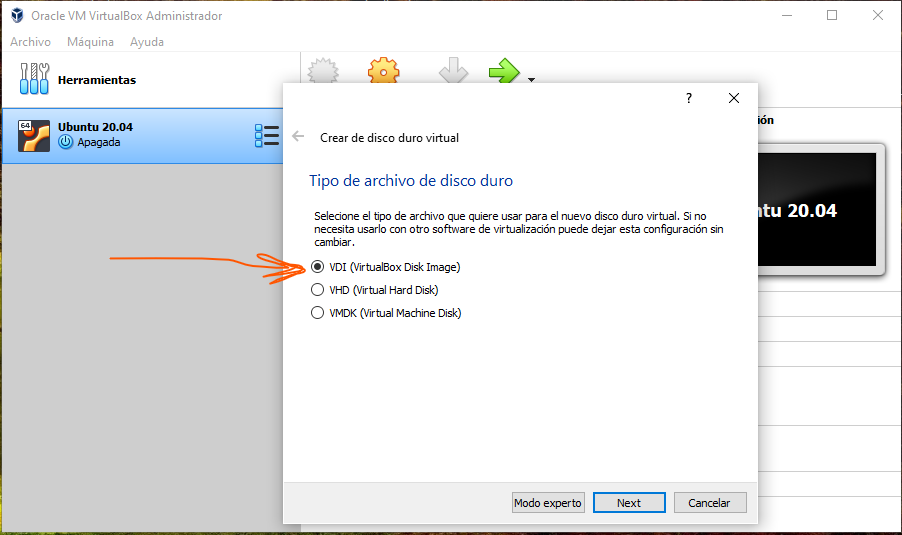 Oracle VM VirtualBox Administrador
Archivo Máquina Ayuda
Herramientas
64
Ubuntu 20.04
Apagada
?
Crear de disco duro virtual
Tipo de archivo de disco duro
Seleccione el tipo de archivo que quiere usar para el nuevo disco duro virtual. Si no
necesita usarlo con otro software de virtualización puede dejar esta configuración sin
cambiar.
VDI (VirtualBox Disk Image)
VHD (Virtual Hard Disk)
VMDK (Virtual Machine Disk)
Modo experto Next Cancelar
ión
ntu 20.04